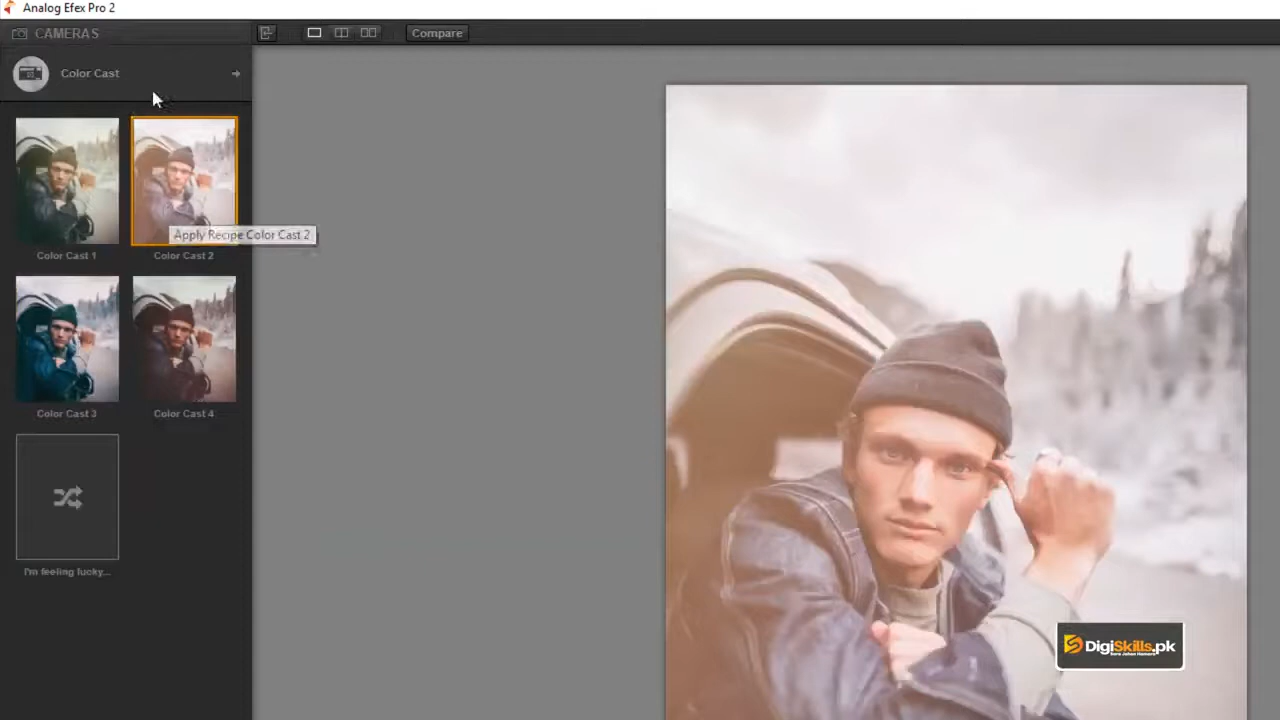 Analog Efex Pro 2
CAMERAS
Compare
Color Cast
Apply Recipe Color Cast 2
Color Cast 1
Color Cast 2
Color Cast 3
Color Cast 4
I'm feeling lucky...
DigiSkills.pk